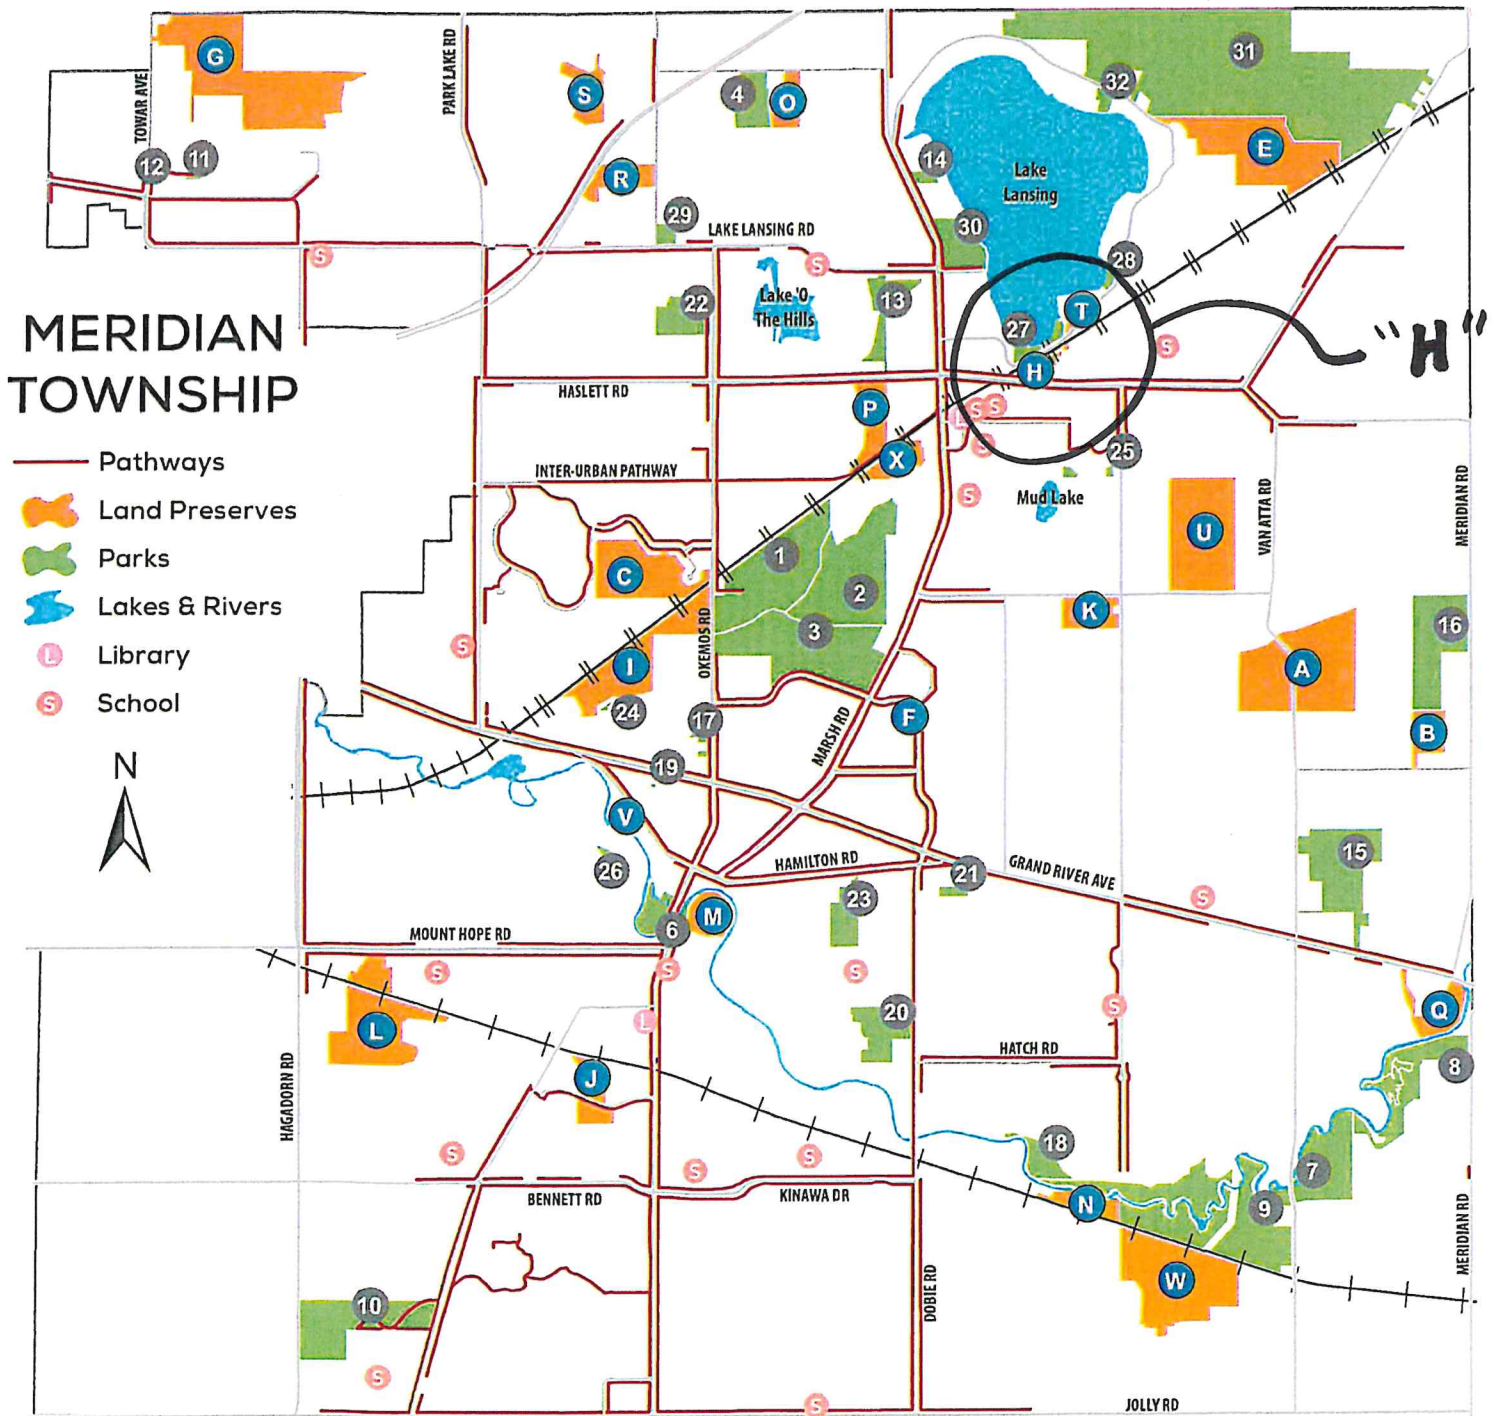 MERIDIAN
TOWNSHIP
Pathways
Land Preserves
Parks
Lakes & Rivers
L Library
S School
N
G
TOWAR AVE
PARK LAKE RD
S
4
O
32
31
E
12
11
R
14
Lake
Lansing
29
30
LAKE LANSING RD
S
S
28
22
Lake 'O
The Hills
13
T
27
S
"H"
H
HASLETT RD
P
S
S
L
S
25
X
INTER-URBAN PATHWAY
S
Mud Lake
U
VAN ATTA RD
MERIDIAN RD
1
C
2
K
3
16
S
I
OKEMOS RD
A
24
17
F
B
MARSH RD
19
V
HAMILTON RD
26
21
GRAND RIVER AVE
15
23
S
M
6
MOUNT HOPE RD
S
S
S
S
L
L
20
Q
HATCH RD
8
J
HAGADORN RD
S
S
S
18
7
BENNETT RD
KINAWA DR
N
9
MERIDIAN RD
W
DOBIE RD
10
S
S
JOLLY RD